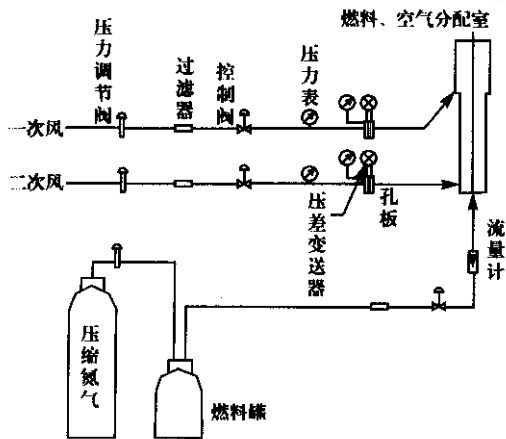 燃料、空气分配室
压力调节阀
过滤器
控制阀
压力表
一次风
二次风
压差变送器
孔板
流量计
压缩氮气
燃料罐